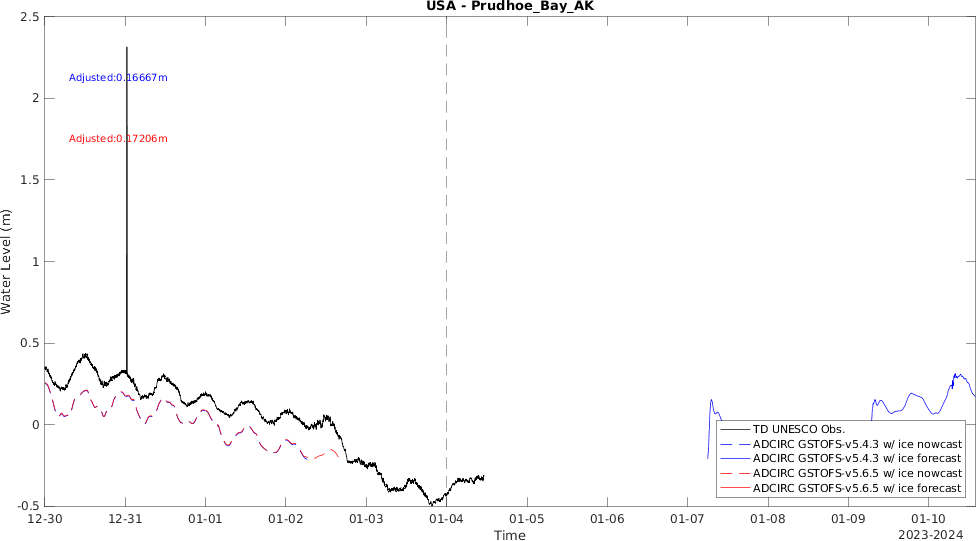 USA - Prudhoe_Bay_AK
2.5
Adjusted:0.16667m
2
Adjusted:0.17206m
1.5
Water Level (m)
1
0.5
0
TD UNESCO Obs.
ADCIRC GSTOFS-v5.4.3 w/ ice nowcast
ADCIRC GSTOFS-v5.4.3 w/ ice forecast
ADCIRC GSTOFS-v5.6.5 w/ ice nowcast
ADCIRC GSTOFS-v5.6.5 w/ ice forecast
-0.5
12-30 12-31 01-01 01-02 01-03 01-04 01-05 01-06 01-07 01-08 01-09 01-10
Time
2023-2024